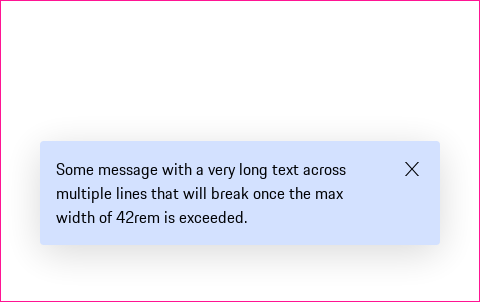 Some message with a very long text across
multiple lines that will break once the max
width of 42rem is exceeded.